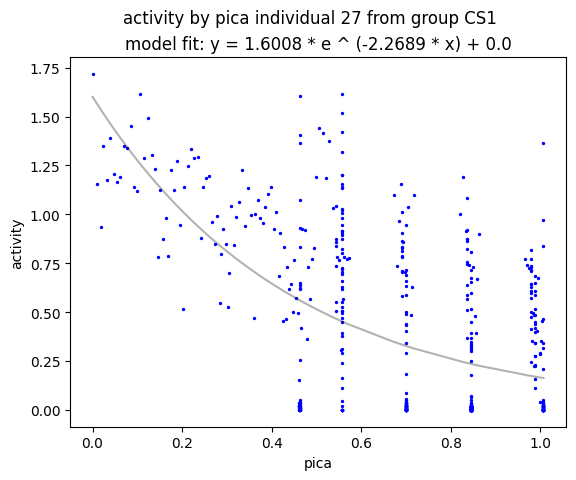 activity by pica individual 27 from group CS1
model fit: y = 1.6008 * e ^ (-2.2689 * x) + 0.0
1.75
1.50
1.25
1.00
0.75
0.50
0.25
0.00
activity
0.0 0.2 0.4 0.6 0.8 1.0
pica